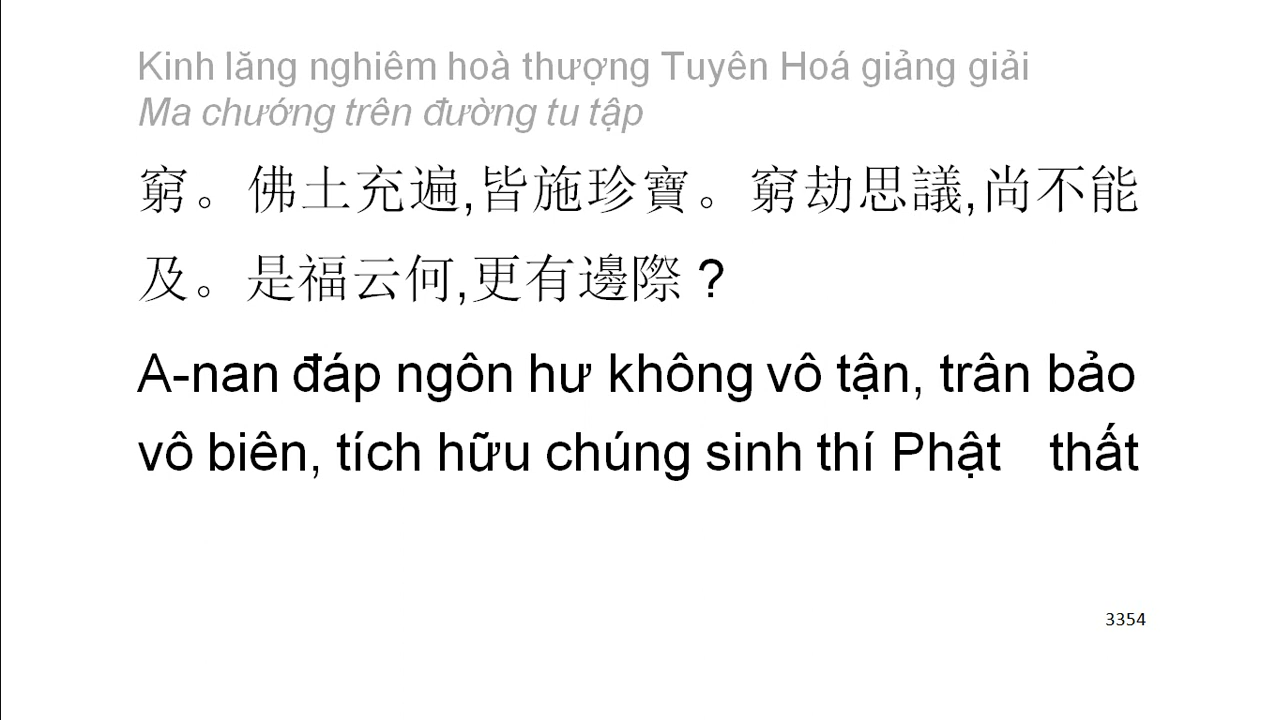 Kinh lăng nghiêm hoà thượng Tuyên Hoá giảng giải
Ma chướng trên đường tu tập
窮。佛土充遍,皆施珍寶。窮劫思議,尚不能
及。是福云何,更有邊際？
A-nan đáp ngôn hư không vô tận, trân bảo
vô biên, tích hữu chúng sinh thí Phật thất
3354